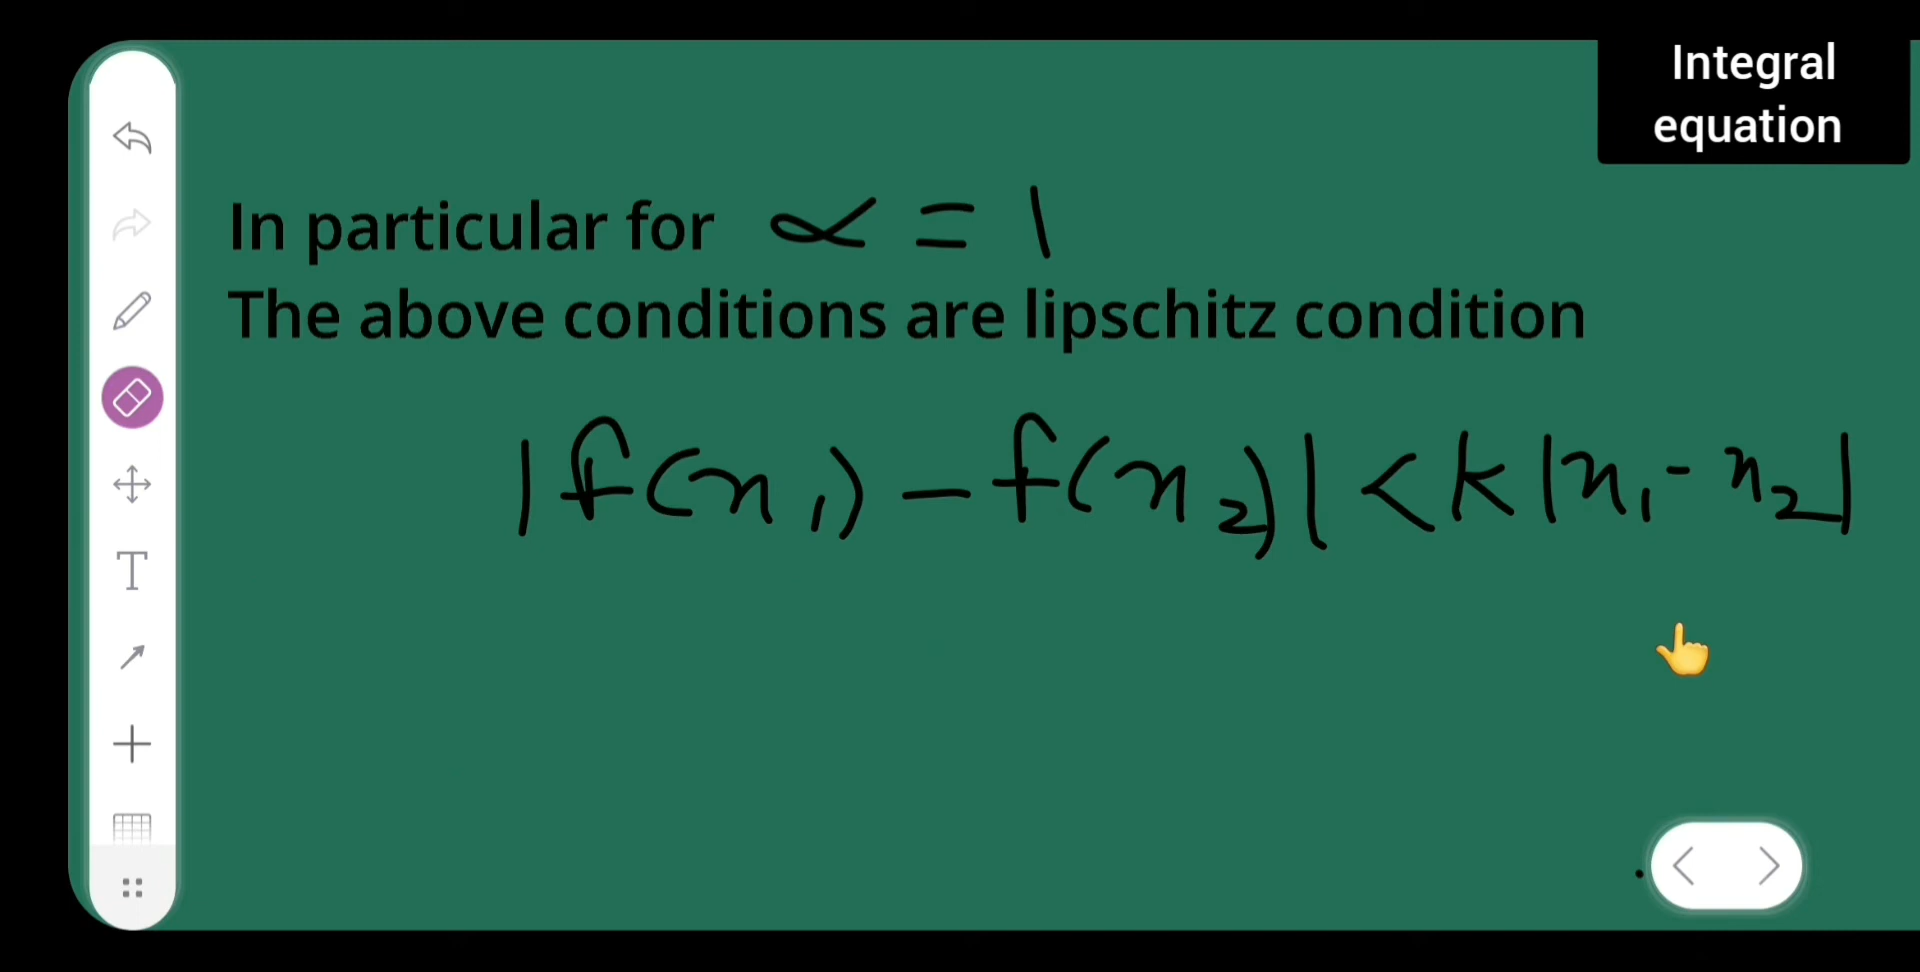 Integral
equation
In particular for α = 1
The above conditions are lipschitz condition
|f(x₁) - f(x₂)| < k|x₁ - x₂|